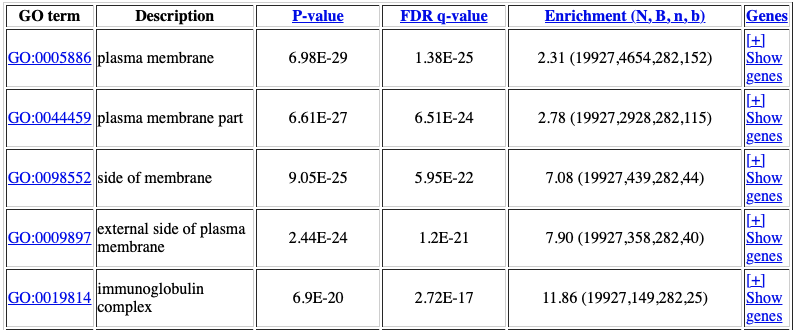 GO term Description P-value FDR q-value Enrichment (N, B, n, b) Genes
GO:0005886 plasma membrane 6.98E-29 1.38E-25 2.31 (19927,4654,282,152) [+] Show genes
GO:0044459 plasma membrane part 6.61E-27 6.51E-24 2.78 (19927,2928,282,115) [+] Show genes
GO:0098552 side of membrane 9.05E-25 5.95E-22 7.08 (19927,439,282,44) [+] Show genes
GO:0009897 external side of plasma membrane 2.44E-24 1.2E-21 7.90 (19927,358,282,40) [+] Show genes
GO:0019814 immunoglobulin complex 6.9E-20 2.72E-17 11.86 (19927,149,282,25) [+] Show genes